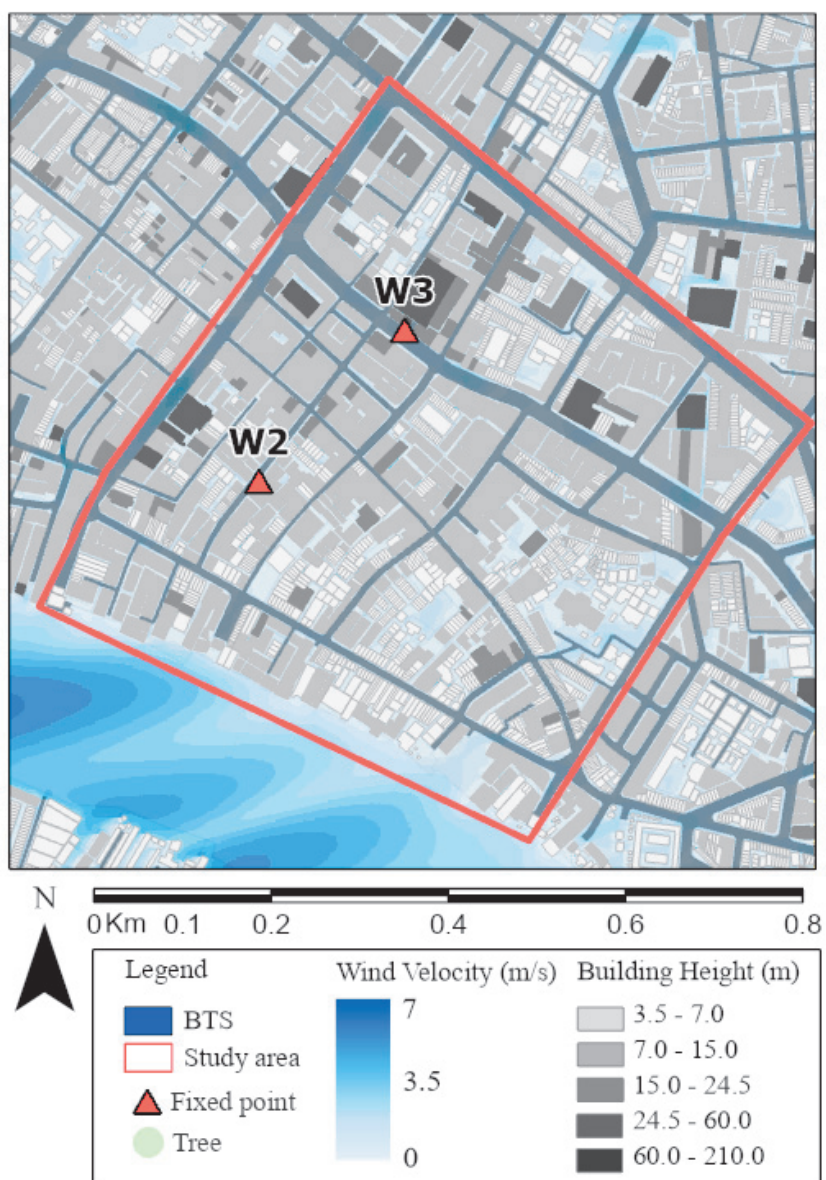 W3
W2
N
0Km 0.1 0.2 0.4 0.6 0.8
Legend
BTS
Study area
Fixed point
Tree
Wind Velocity (m/s)
7
3.5
0
Building Height (m)
3.5 - 7.0
7.0 - 15.0
15.0 - 24.5
24.5 - 60.0
60.0 - 210.0